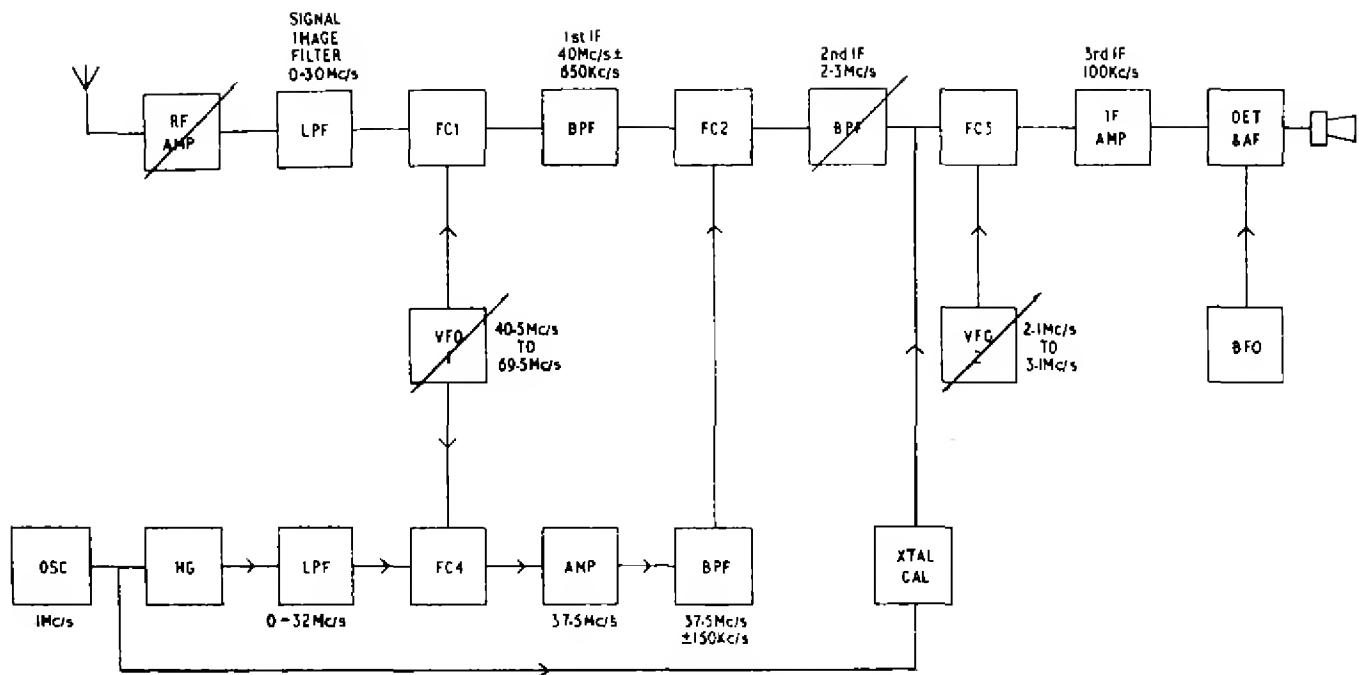 SIGNAL
IMAGE
FILTER
0-30Mc/s
1st IF
40Mc/s±
650Kc/s
2nd IF
2-3Mc/s
3rd IF
100Kc/s
RF
AMP
LPF
FC1
BPF
FC2
BPF
FC3
IF
AMP
DET
&AF
VFO
1
40·5Mc/s
TO
69·5Mc/s
VFO
2
2·1Mc/s
TO
3·1Mc/s
BFO
OSC
HG
LPF
FC4
AMP
BPF
XTAL
CAL
1Mc/s
0-32Mc/s
37·5Mc/s
37·5Mc/s
±150Kc/s